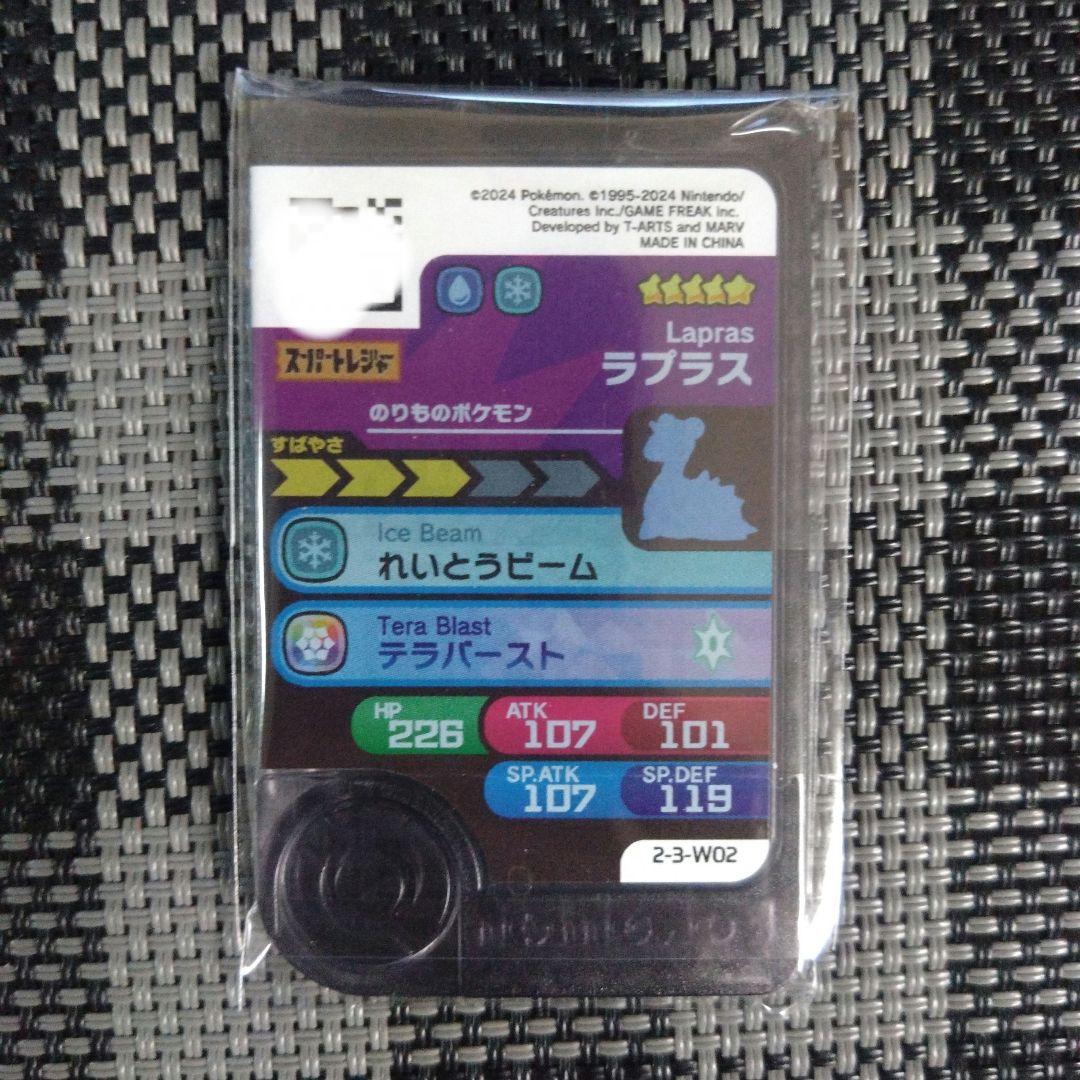 ©2024 Pokémon. ©1995-2024 Nintendo/
Creatures Inc./GAME FREAK inc.
Developed by T-ARTS and MARV
MADE IN CHINA
スーパートレジャー
Lapras
ラプラス
のりものポケモン
すばやさ
Ice Beam
れいとうビーム
Tera Blast
テラバースト
HP 226
ATK 107
DEF 101
SP.ATK 107
SP.DEF 119
2-3-W02